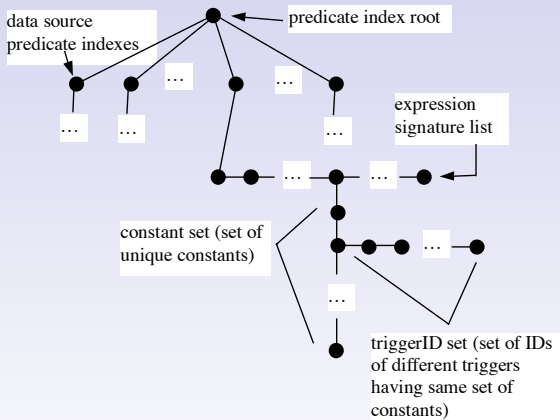 data source
predicate indexes
predicate index root
...
...
...
...
...
expression
signature list
...
...
constant set (set of
unique constants)
...
...
triggerID set (set of IDs
of different triggers
having same set of
constants)